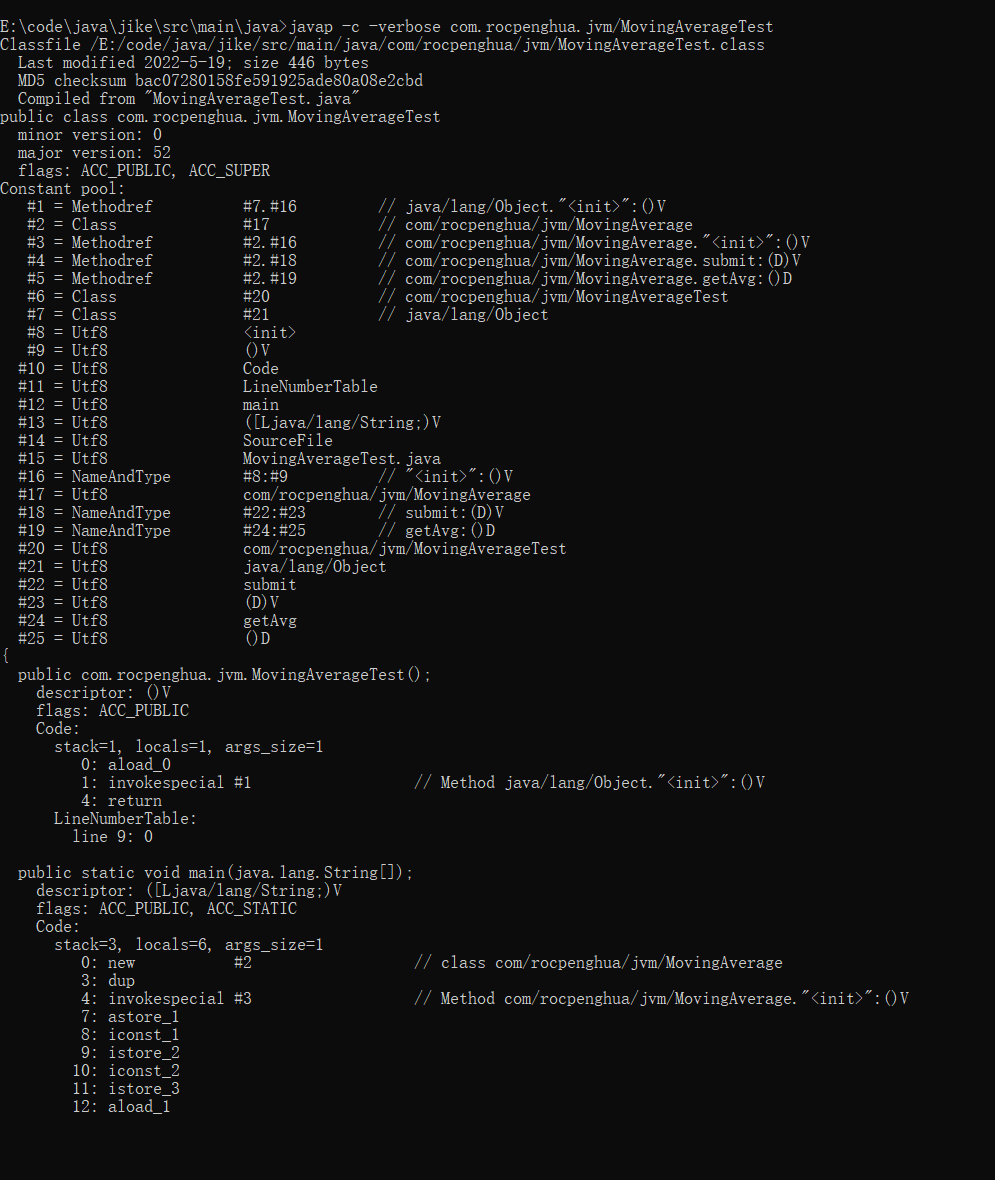 E:\code\java\jike\src\main\java>javap -c -verbose com.rocpenghua.jvm/MovingAverageTest
Classfile /E:/code/java/jike/src/main/java/com/rocpenghua/jvm/MovingAverageTest.class
  Last modified 2022-5-19; size 446 bytes
  MD5 checksum bac07280158fe591925ade80a08e2cbd
  Compiled from "MovingAverageTest.java"
public class com.rocpenghua.jvm.MovingAverageTest
  minor version: 0
  major version: 52
  flags: ACC_PUBLIC, ACC_SUPER
Constant pool:
   #1 = Methodref          #7.#16         // java/lang/Object."<init>":()V
   #2 = Class              #17            // com/rocpenghua/jvm/MovingAverage
   #3 = Methodref          #2.#16         // com/rocpenghua/jvm/MovingAverage."<init>":()V
   #4 = Methodref          #2.#18         // com/rocpenghua/jvm/MovingAverage.submit:(D)V
   #5 = Methodref          #2.#19         // com/rocpenghua/jvm/MovingAverage.getAvg:()D
   #6 = Class              #20            // com/rocpenghua/jvm/MovingAverageTest
   #7 = Class              #21            // java/lang/Object
   #8 = Utf8               <init>
   #9 = Utf8               ()V
  #10 = Utf8               Code
  #11 = Utf8               LineNumberTable
  #12 = Utf8               main
  #13 = Utf8               ([Ljava/lang/String;)V
  #14 = Utf8               SourceFile
  #15 = Utf8               MovingAverageTest.java
  #16 = NameAndType        #8:#9          // "<init>":()V
  #17 = Utf8               com/rocpenghua/jvm/MovingAverage
  #18 = NameAndType        #22:#23        // submit:(D)V
  #19 = NameAndType        #24:#25        // getAvg:()D
  #20 = Utf8               com/rocpenghua/jvm/MovingAverageTest
  #21 = Utf8               java/lang/Object
  #22 = Utf8               submit
  #23 = Utf8               (D)V
  #24 = Utf8               getAvg
  #25 = Utf8               ()D
{
  public com.rocpenghua.jvm.MovingAverageTest();
    descriptor: ()V
    flags: ACC_PUBLIC
    Code:
      stack=1, locals=1, args_size=1
         0: aload_0
         1: invokespecial #1                  // Method java/lang/Object."<init>":()V
         4: return
      LineNumberTable:
        line 9: 0

  public static void main(java.lang.String[]);
    descriptor: ([Ljava/lang/String;)V
    flags: ACC_PUBLIC, ACC_STATIC
    Code:
      stack=3, locals=6, args_size=1
         0: new           #2                  // class com/rocpenghua/jvm/MovingAverage
         3: dup
         4: invokespecial #3                  // Method com/rocpenghua/jvm/MovingAverage."<init>":()V
         7: astore_1
         8: iconst_1
         9: istore_2
        10: iconst_2
        11: istore_3
        12: aload_1